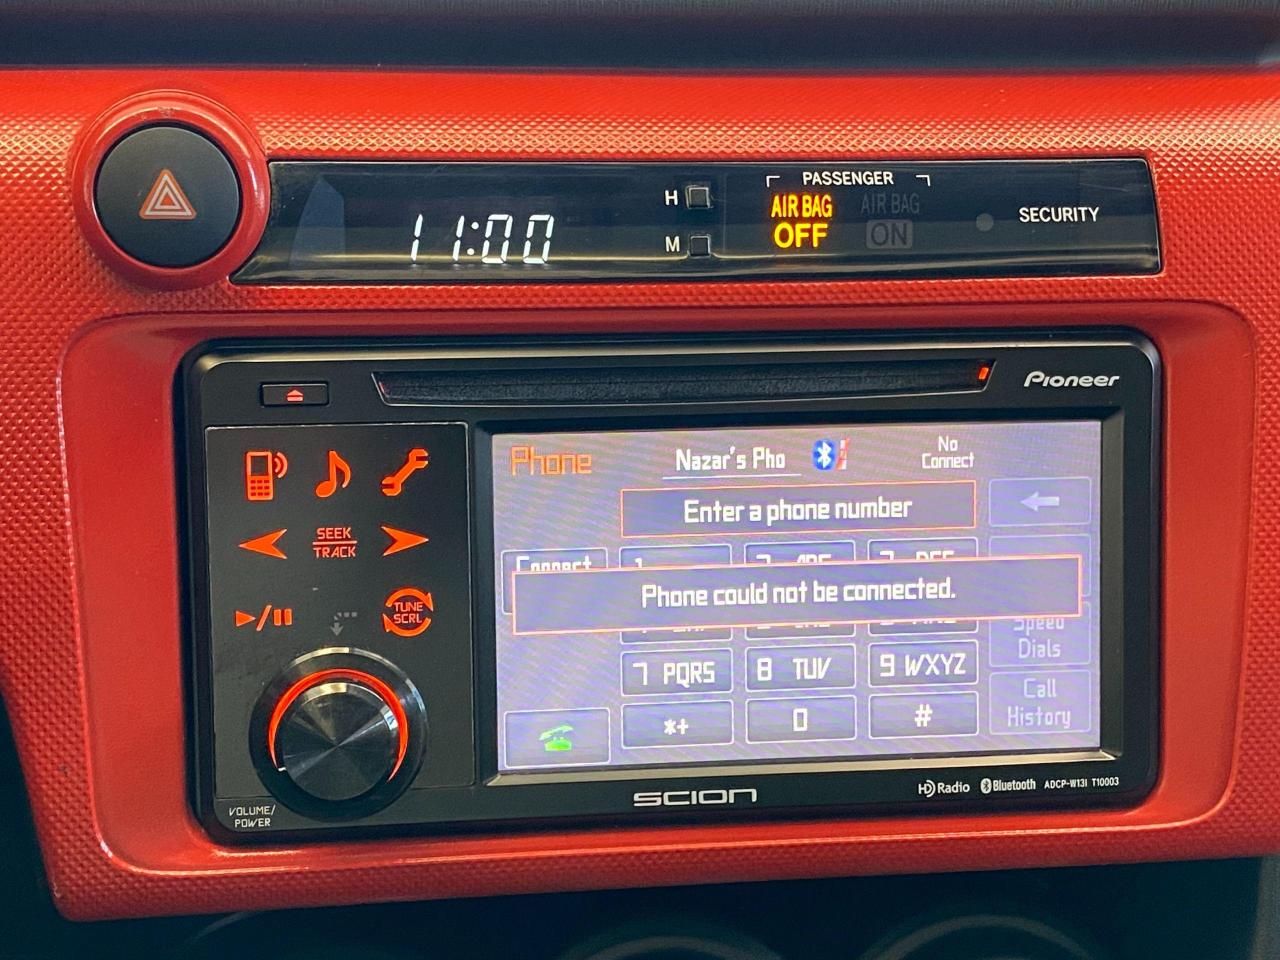 PASSENGER
AIR BAG OFF
AIR BAG ON
H
M
11:00
SECURITY
Pioneer
Phone
Nazar's Pho
No Connect
Enter a phone number
Connect
Phone could not be connected.
SEEK
TRACK
TUNE
SCRL
Speed
Dials
7 PQRS
8 TUV
9 WXYZ
Call
History
*+
0
#
VOLUME/
POWER
SCION
HD Radio
Bluetooth
ADCP-W131 T10003